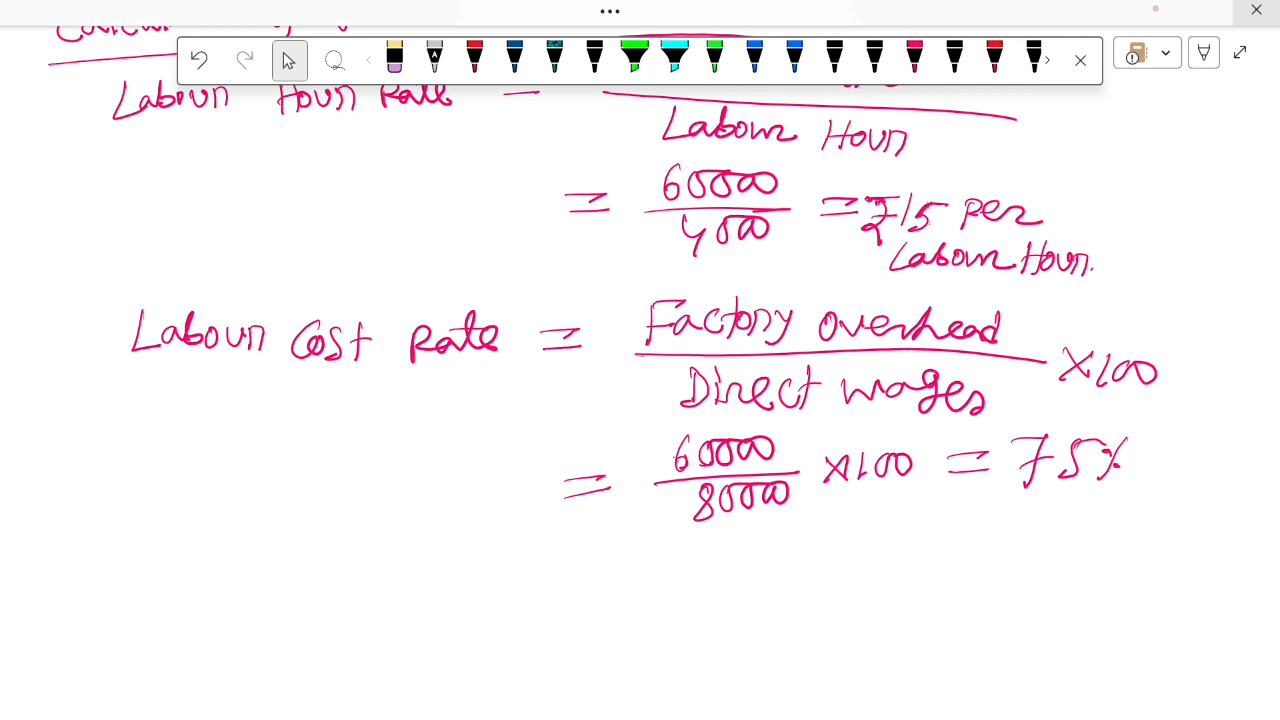 Labour Hour Rate =
Labour Hour
= 60000 / 4000 = ₹15 per
Labour Hour.
Labour Cost Rate = Factory overhead / Direct wages ×100
= 60000 / 80000 ×100 = 75%